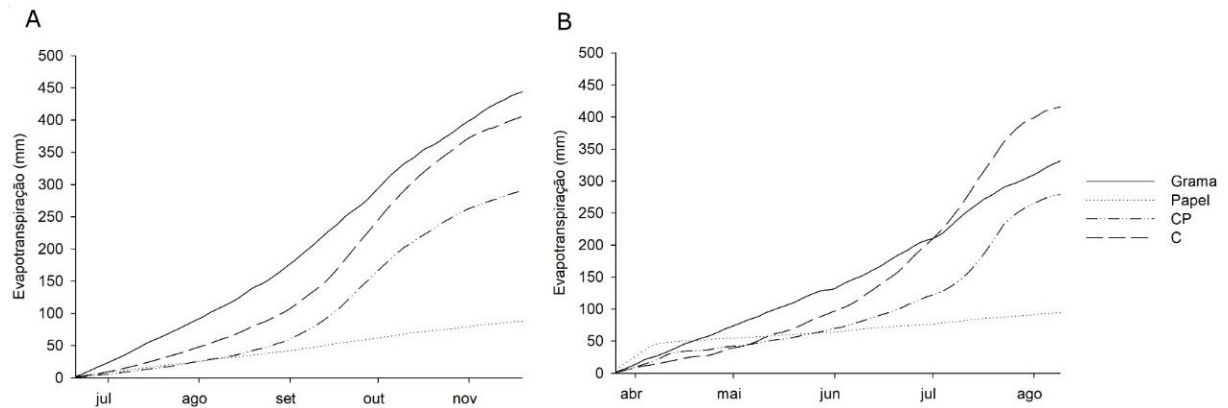 A
Evapotranspiração (mm)
500
450
400
350
300
250
200
150
100
50
0
jul ago set out nov
B
Evapotranspiração (mm)
500
450
400
350
300
250
200
150
100
50
0
abr mai jun jul ago
Grama
Papel
CP
C